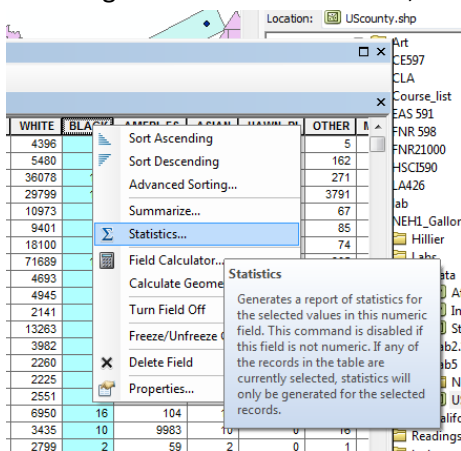 Location: UScounty.shp
Art
CE597
CLA
Course_list
EAS 591
FNR 598
FNR21000
HSCI590
LA426
lab
NEH1_Gallon
Hillier
Labs
WHITE BLACK AMERI_ES ASIAN HAWN_PI OTHER
4396 5
5480 162
36078 271
29799 3791
10973 67
9401 85
18100 74
71689
4693
4945
2141
13263
3982
2260
2225
2551
6950 16 104
3435 10 9983 10 0 16
2799 2 59 2 1
Sort Ascending
Sort Descending
Advanced Sorting...
Summarize...
Σ Statistics...
Field Calculator...
Calculate Geome
Turn Field Off
Freeze/Unfreeze
Delete Field
Properties...
Statistics
Generates a report of statistics for
the selected values in this numeric
field. This command is disabled if
this field is not numeric. If any of
the records in the table are
currently selected, statistics will
only be generated for the selected
records.
Readings